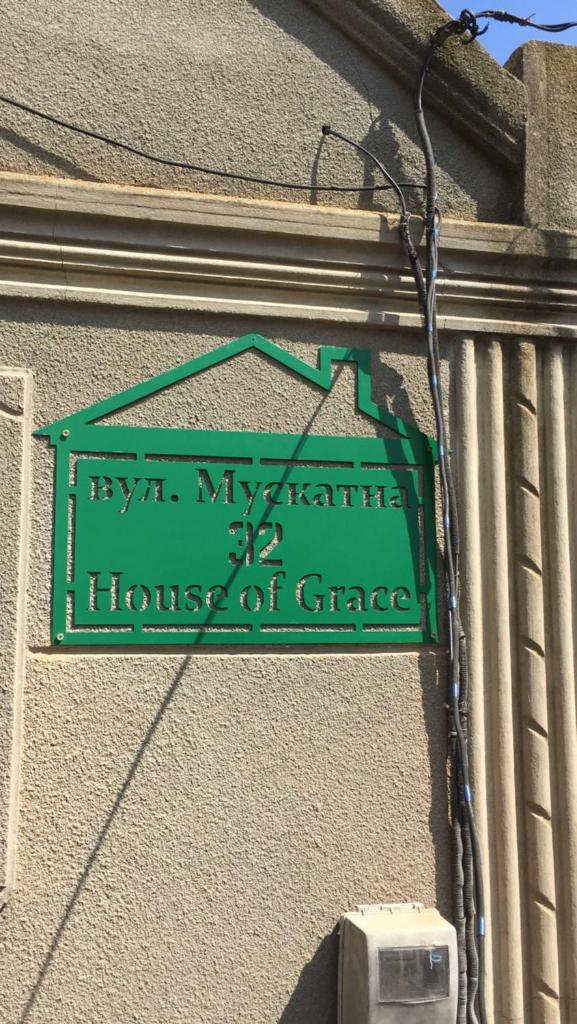 вул. Мускатна
32
House of Grace